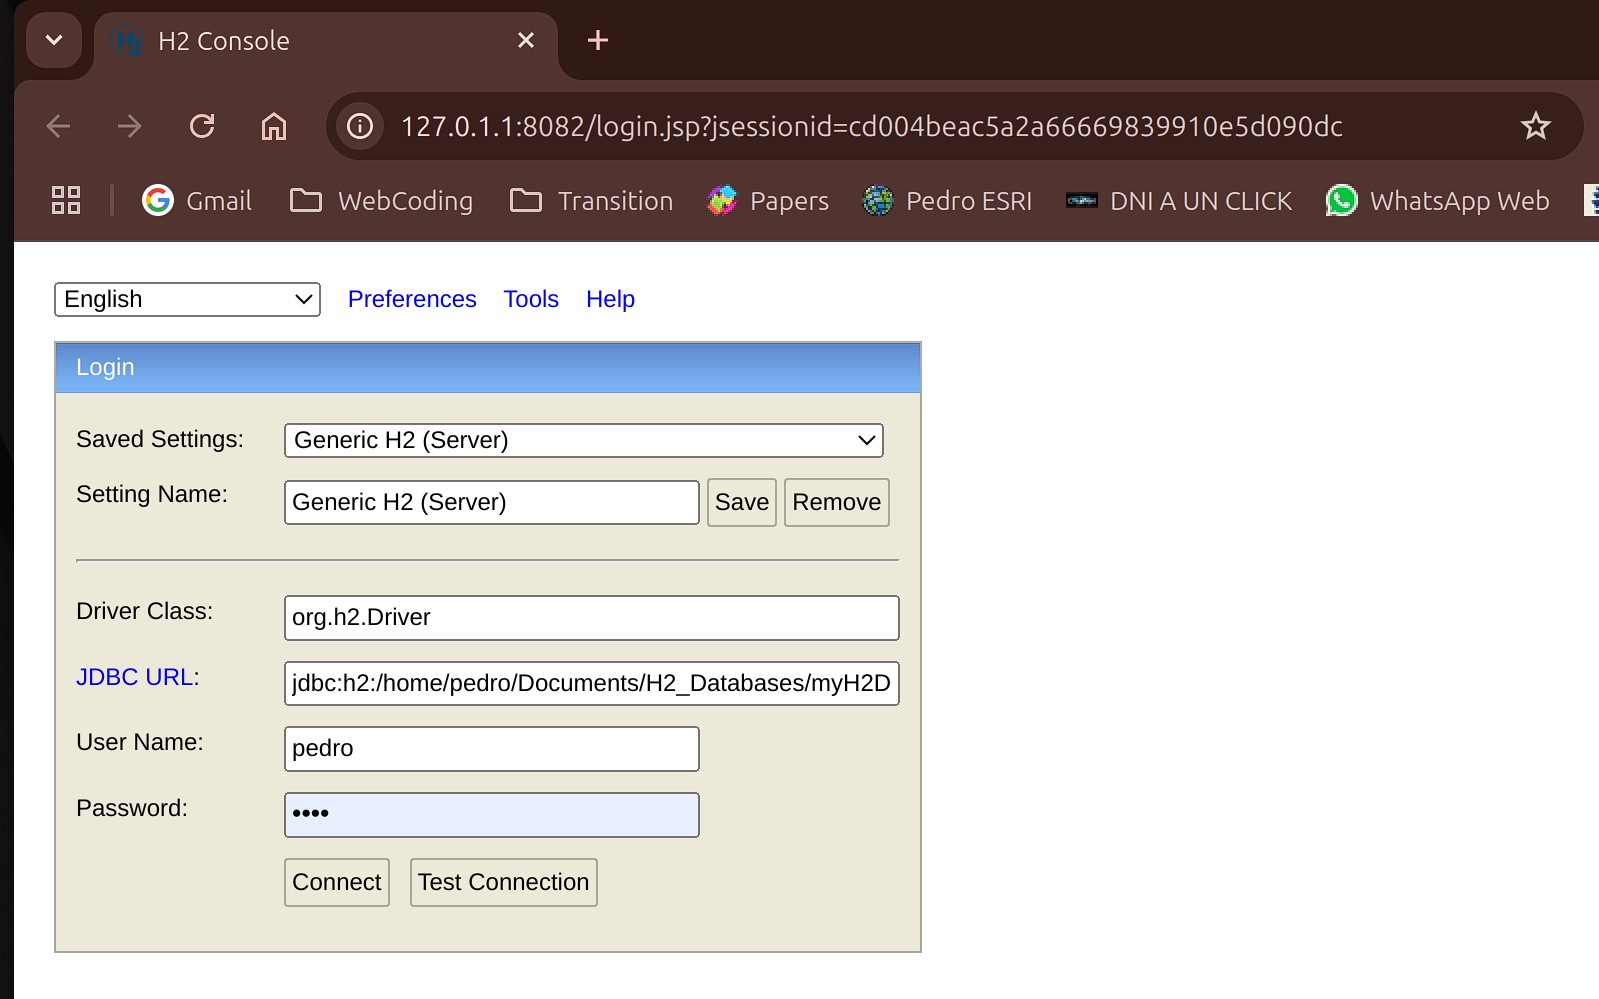 H2 Console
127.0.1.1:8082/login.jsp?jsessionid=cd004beac5a2a66669839910e5d090dc
Gmail WebCoding Transition Papers Pedro ESRI DNI A UN CLICK WhatsApp Web
English Preferences Tools Help
Login
Saved Settings: Generic H2 (Server)
Setting Name: Generic H2 (Server) Save Remove
Driver Class: org.h2.Driver
JDBC URL: jdbc:h2:/home/pedro/Documents/H2_Databases/myH2D
User Name: pedro
Password: ••••
Connect Test Connection